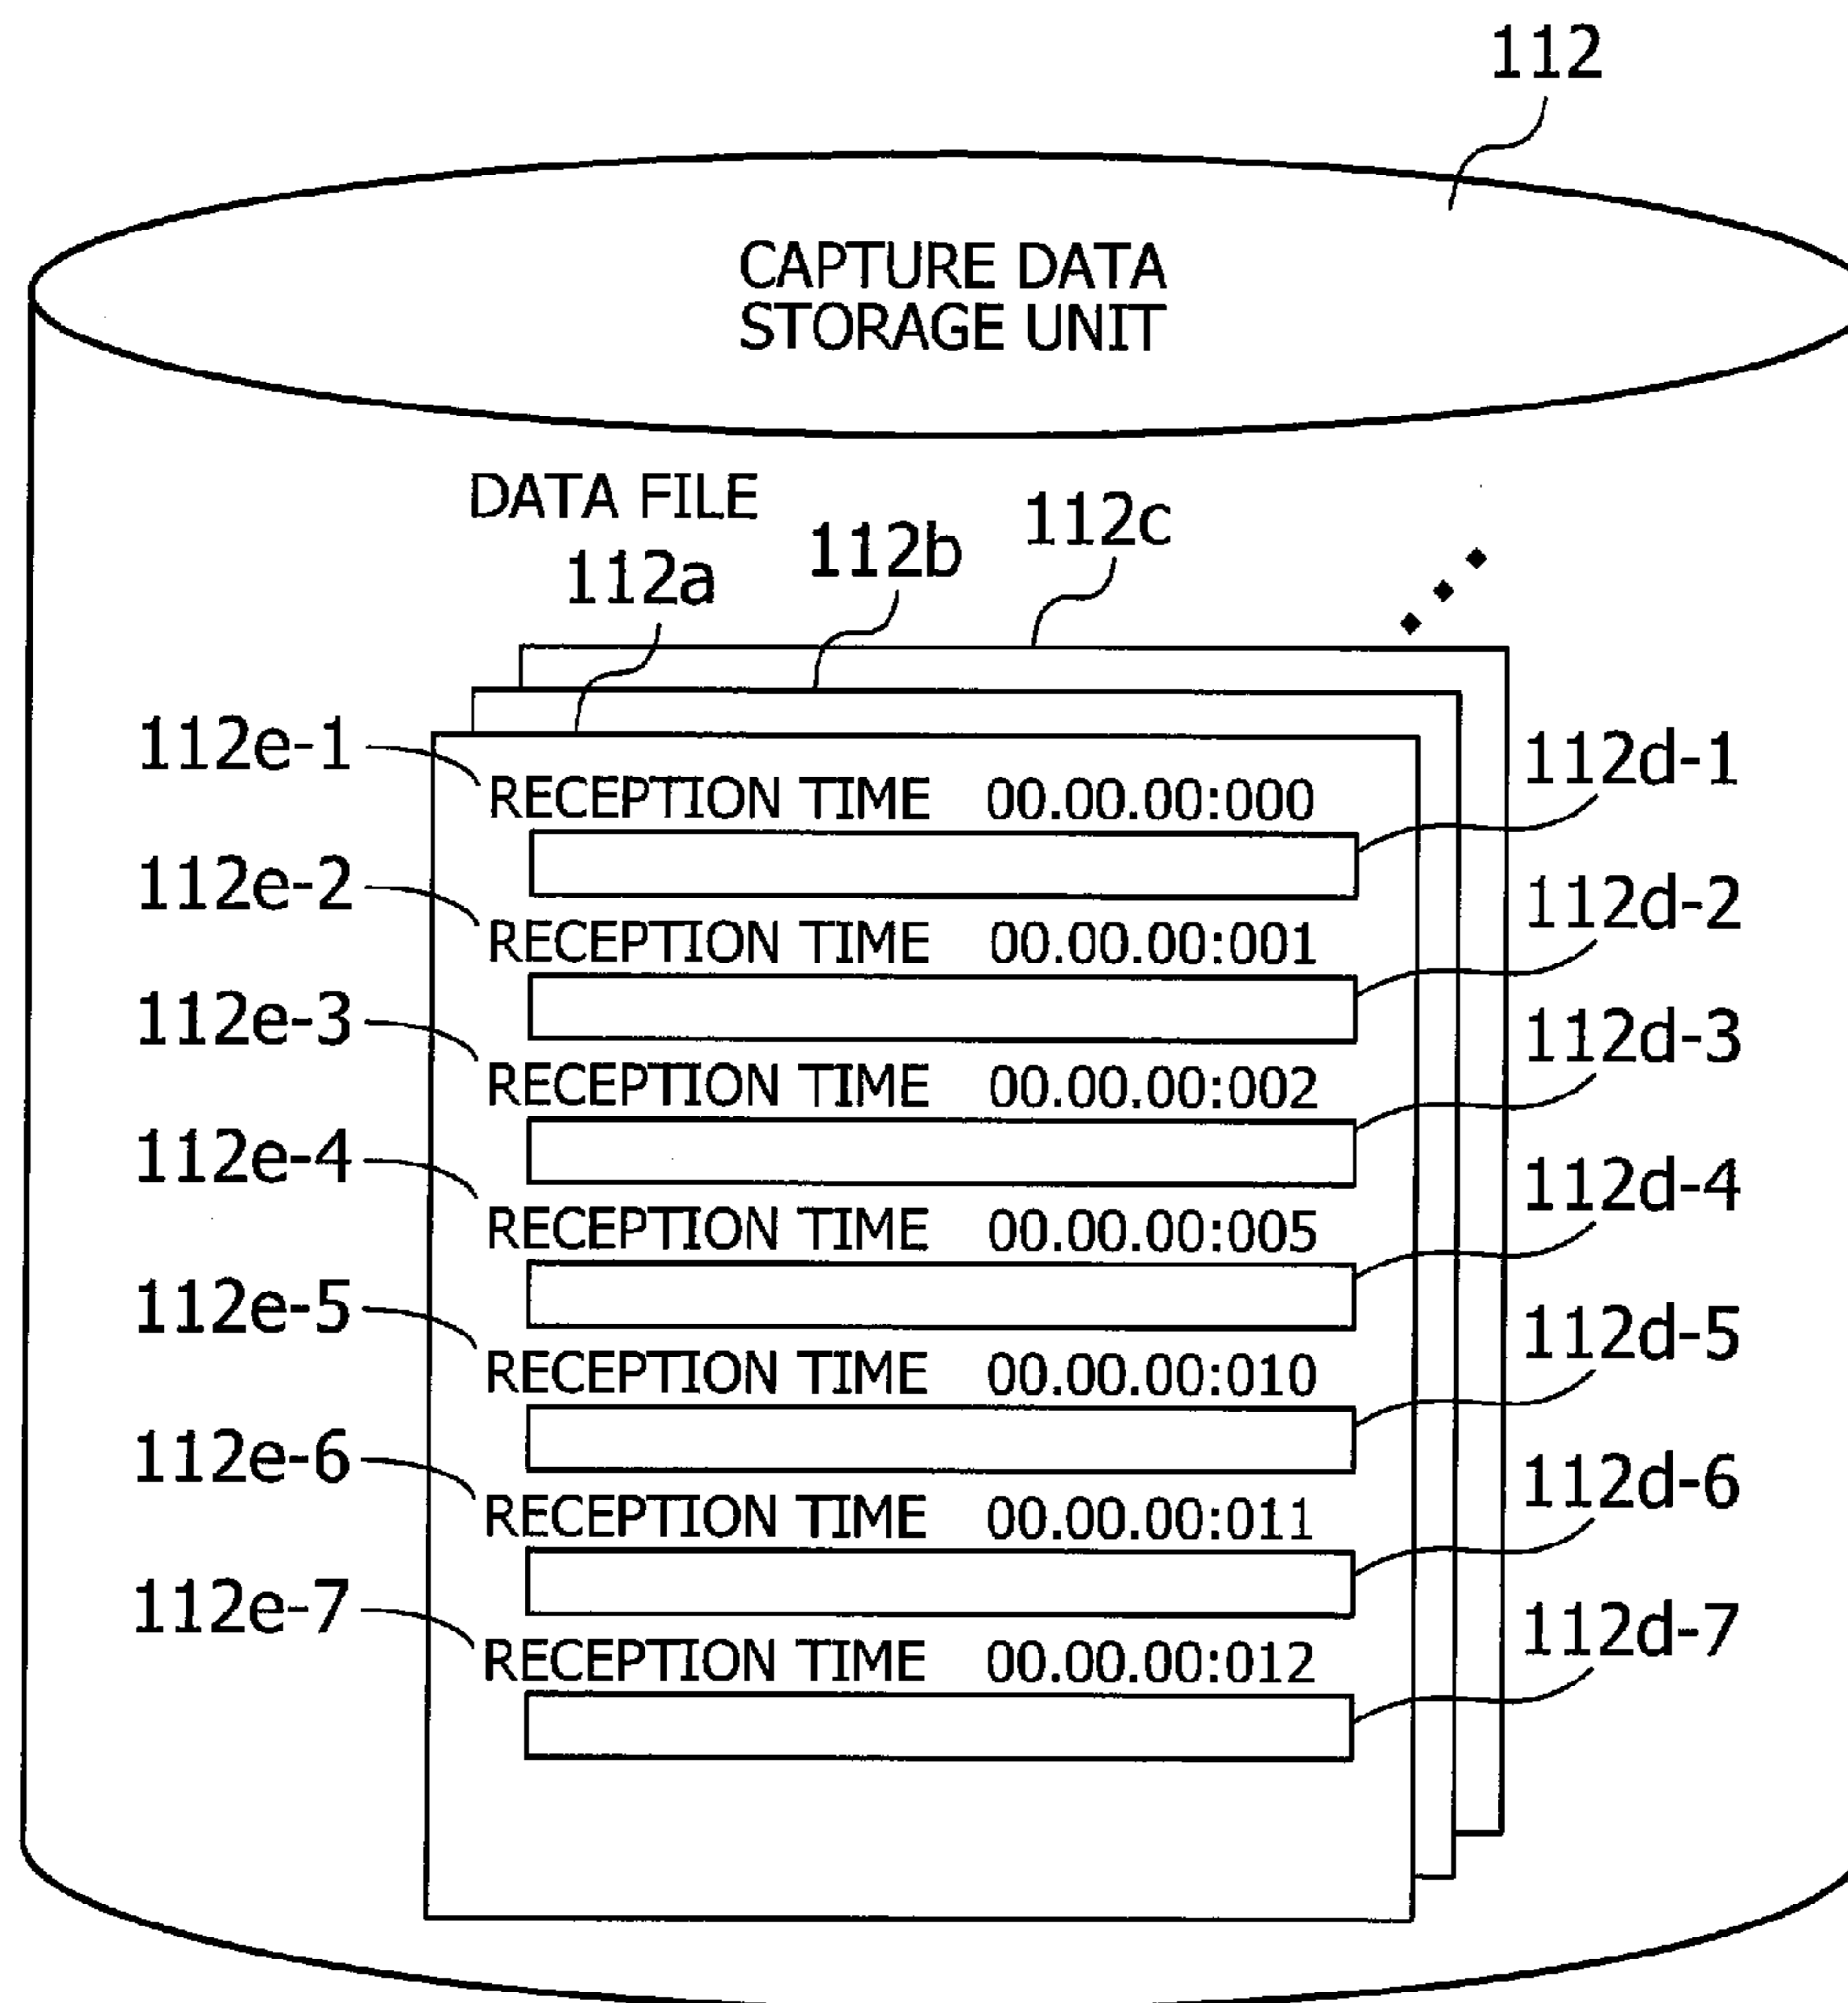 112
CAPTURE DATA
STORAGE UNIT
DATA FILE
112a
112b
112c
112e-1
RECEPTION TIME 00.00.00:000
112d-1
112e-2
RECEPTION TIME 00.00.00:001
112d-2
112e-3
RECEPTION TIME 00.00.00:002
112d-3
112e-4
RECEPTION TIME 00.00.00:005
112d-4
112e-5
RECEPTION TIME 00.00.00:010
112d-5
112e-6
RECEPTION TIME 00.00.00:011
112d-6
112e-7
RECEPTION TIME 00.00.00:012
112d-7